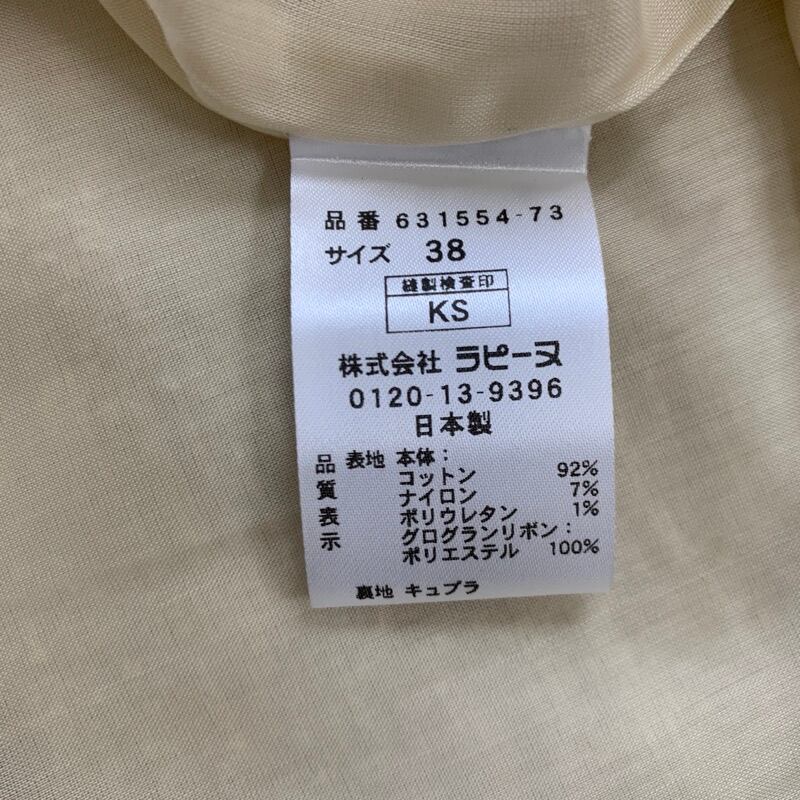 品番 631554-73
サイズ 38
縫製検査印
KS
株式会社 ラピーヌ
0120-13-9396
日本製
品質表示
表地 本体:
コットン 92%
ナイロン 7%
ポリウレタン 1%
グログランリボン:
ポリエステル 100%
裏地 キュプラ